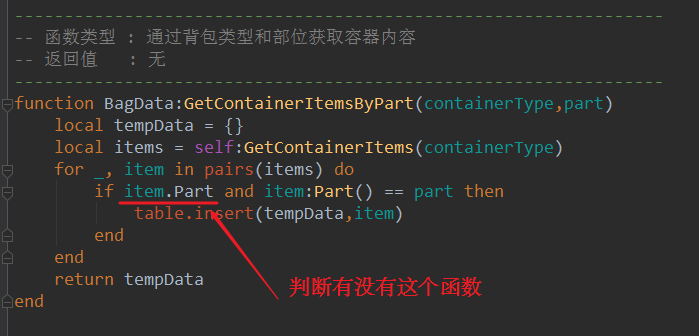 --------------------------------------------------------------------
-- 函数类型 : 通过背包类型和部位获取容器内容
-- 返回值   : 无
--------------------------------------------------------------------
function BagData:GetContainerItemsByPart(containerType,part)
    local tempData = {}
    local items = self:GetContainerItems(containerType)
    for _, item in pairs(items) do
        if item.Part and item:Part() == part then
            table.insert(tempData,item)
        end
    end
    return tempData
end
判断有没有这个函数